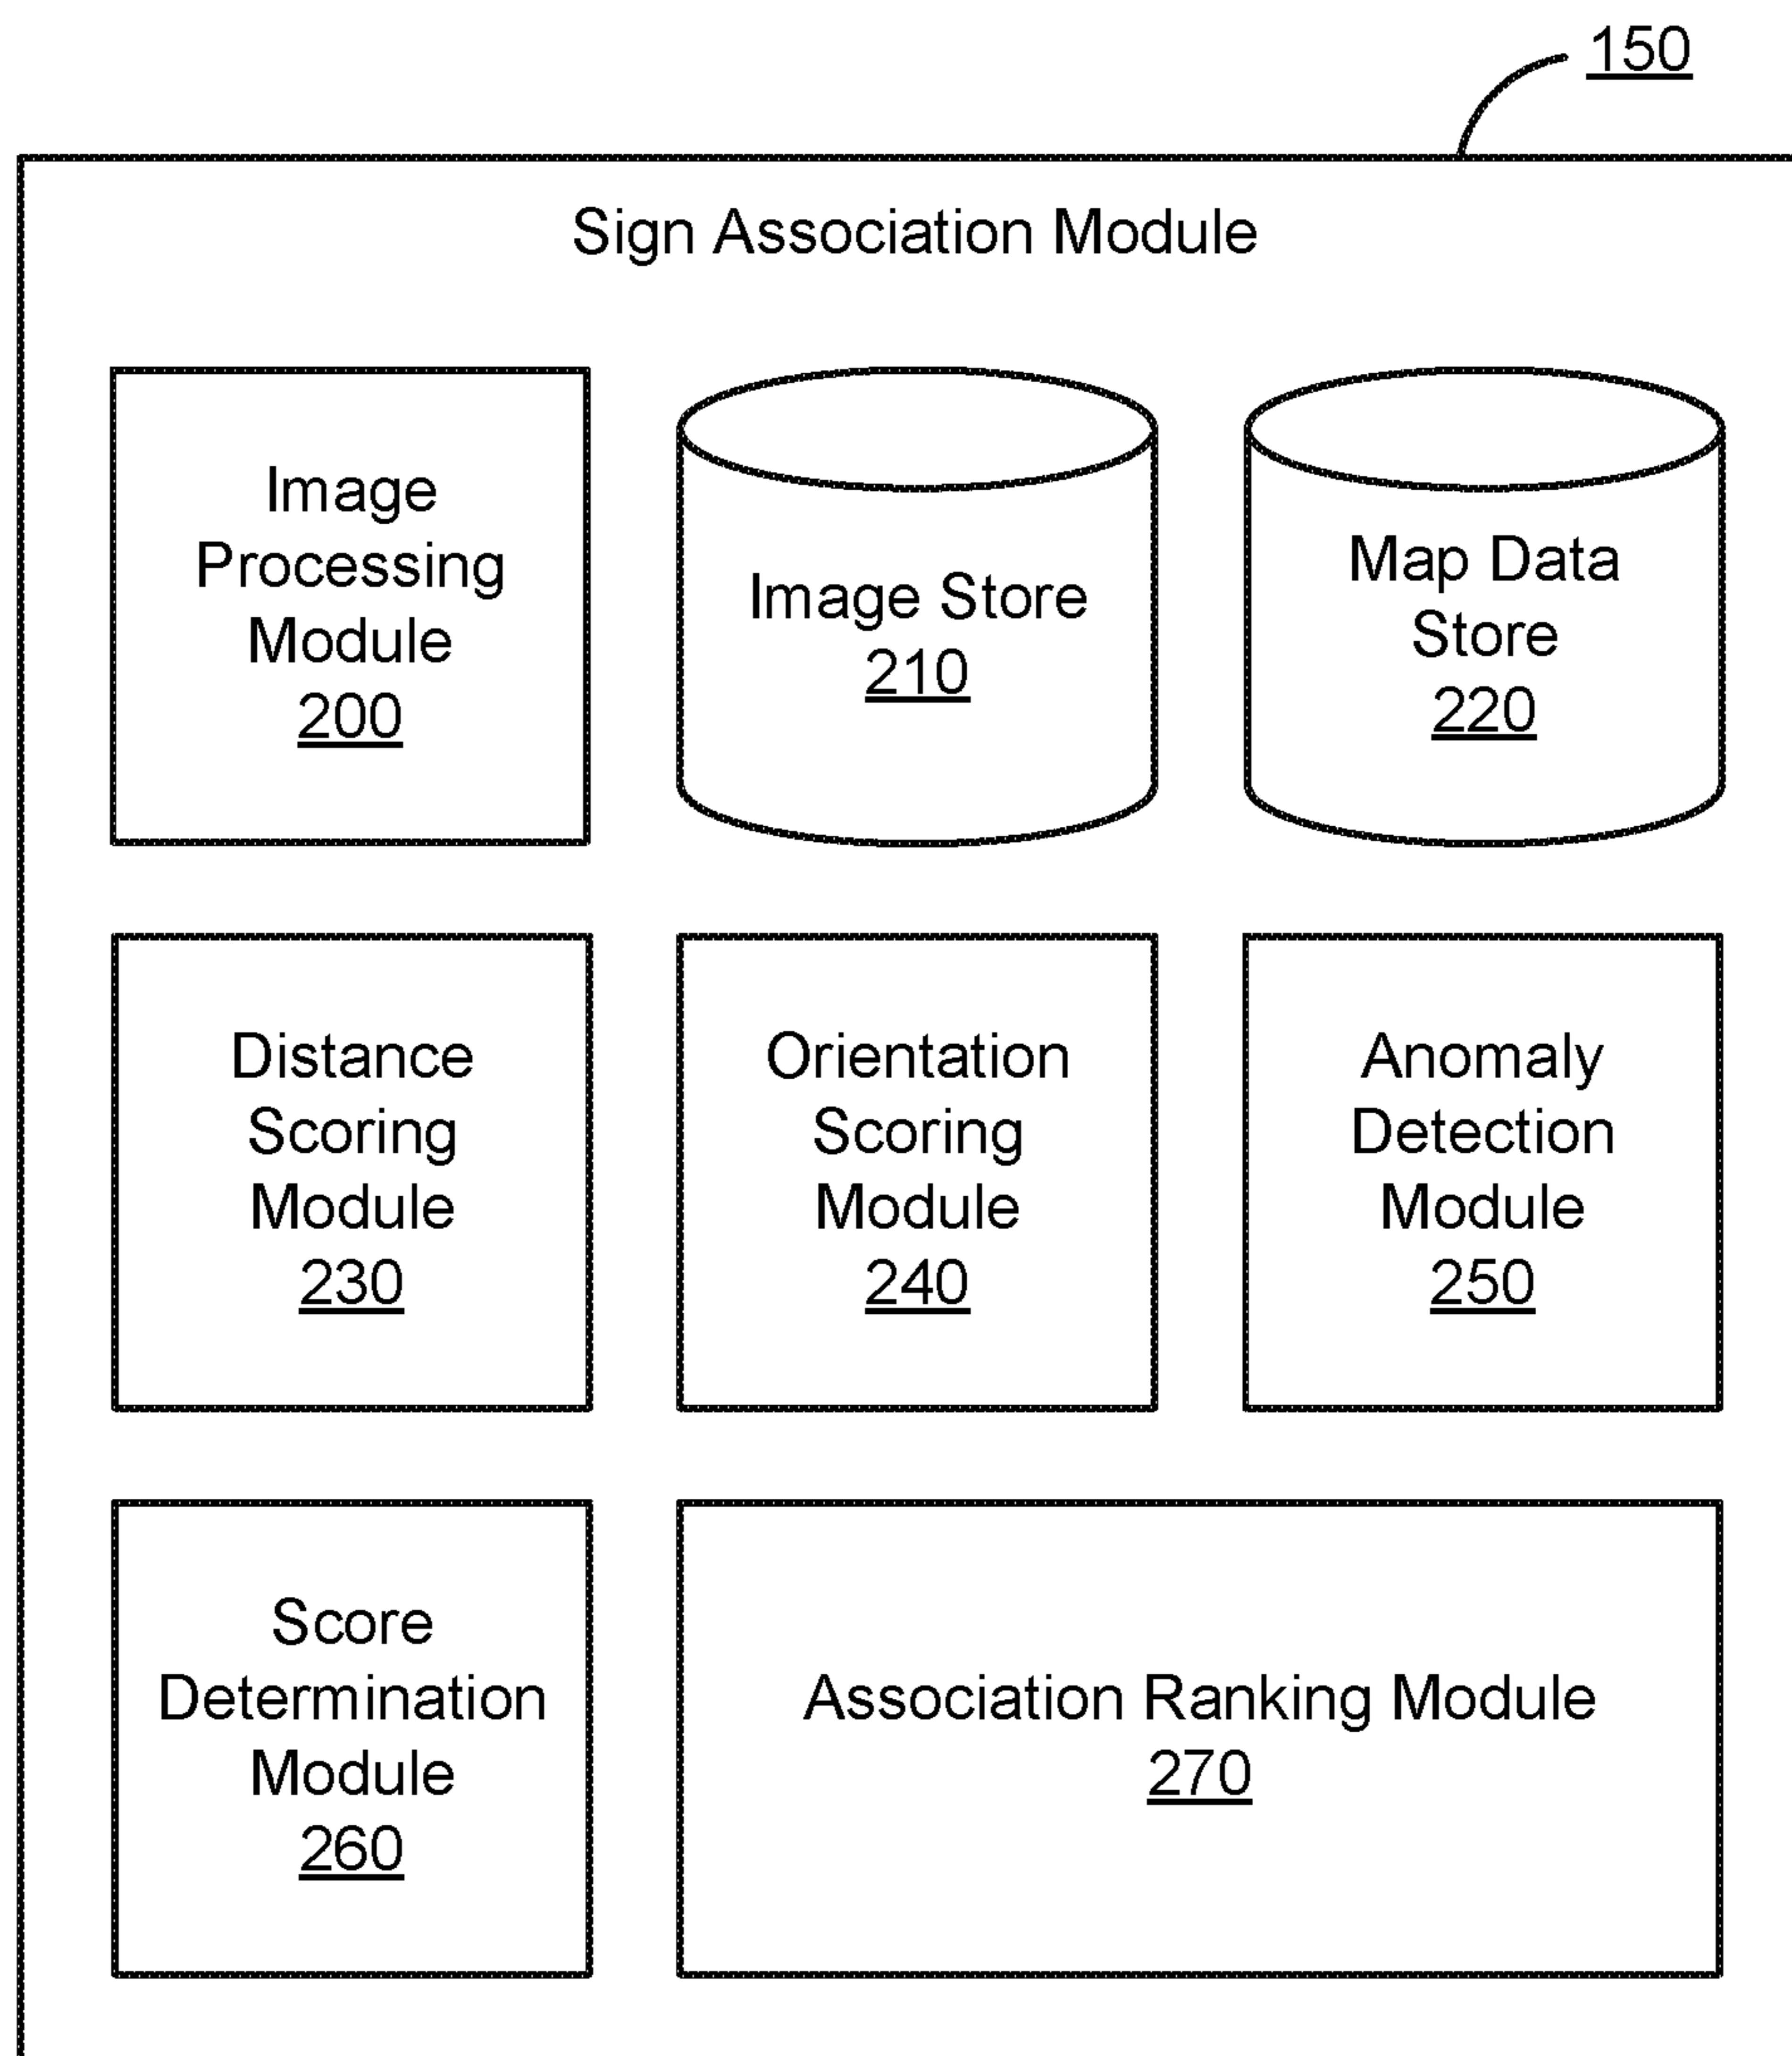 150
Sign Association Module
Image
Processing
Module
200
Image Store
210
Map Data
Store
220
Distance
Scoring
Module
230
Orientation
Scoring
Module
240
Anomaly
Detection
Module
250
Score
Determination
Module
260
Association Ranking Module
270